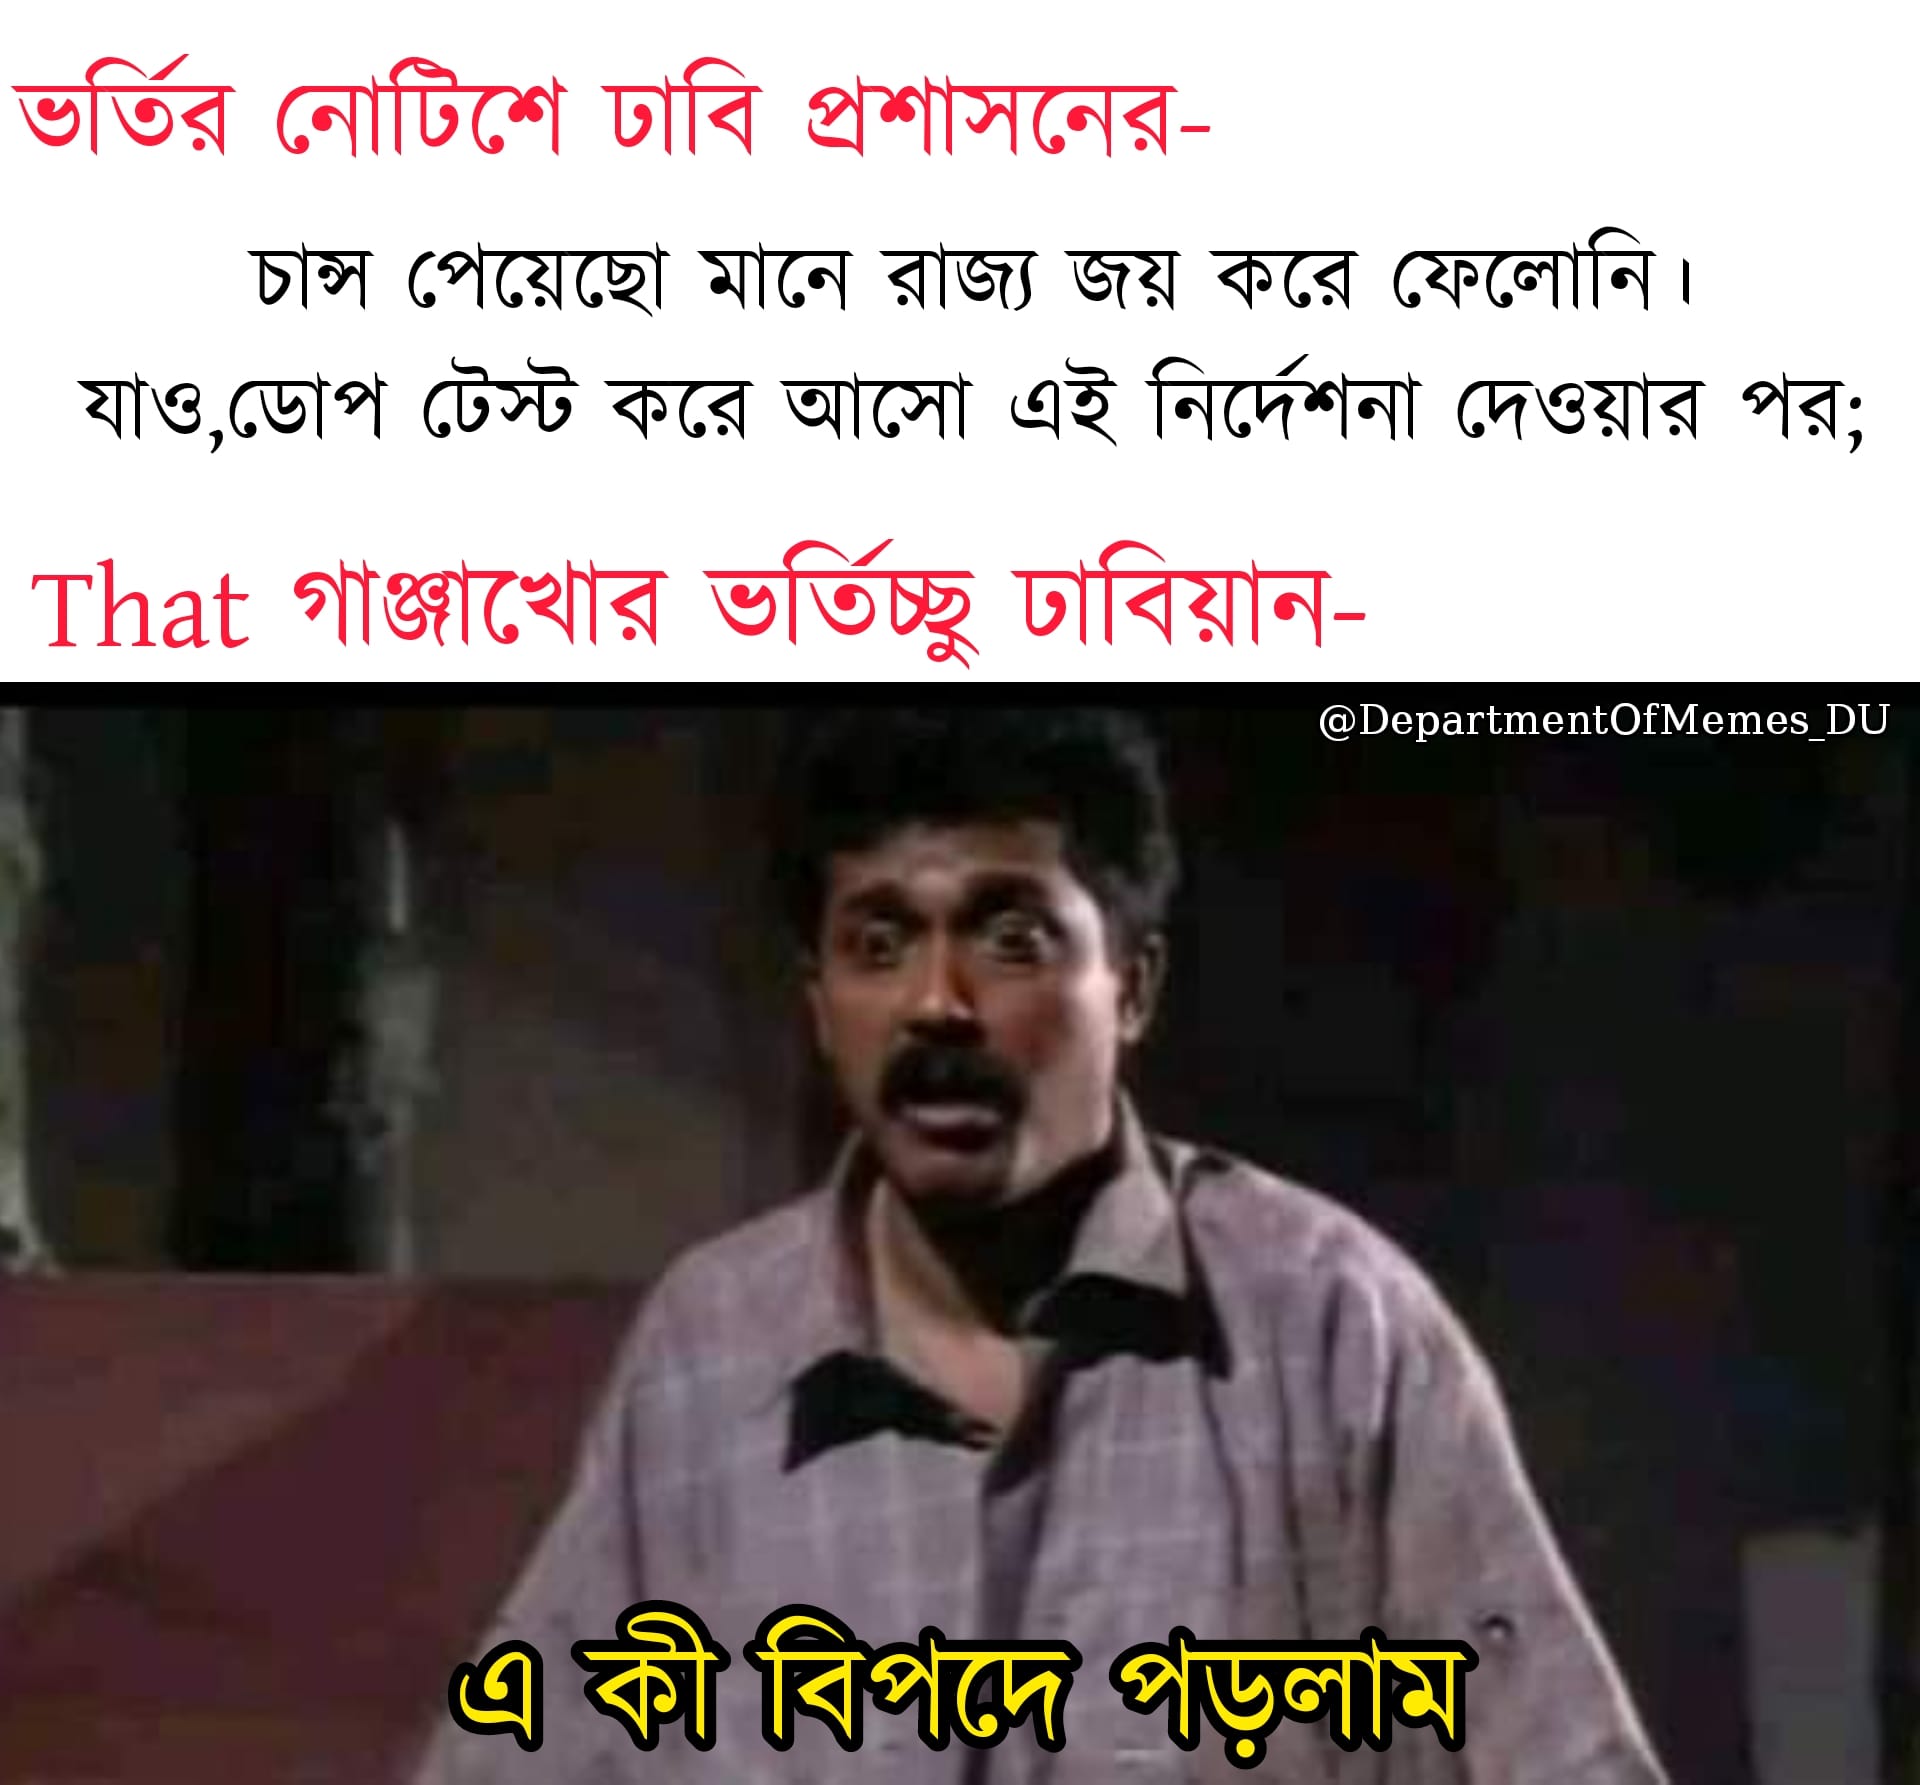 ভর্তির নোটিশে ঢাবি প্রশাসনের-
চান্স পেয়েছো মানে রাজ্য জয় করে ফেলোনি।
যাও,ডোপ টেস্ট করে আসো এই নির্দেশনা দেওয়ার পর;
That গাঞ্জাখোর ভর্তিচ্ছু ঢাবিয়ান-
@DepartmentOfMemes_DU
এ কী বিপদে পড়লাম